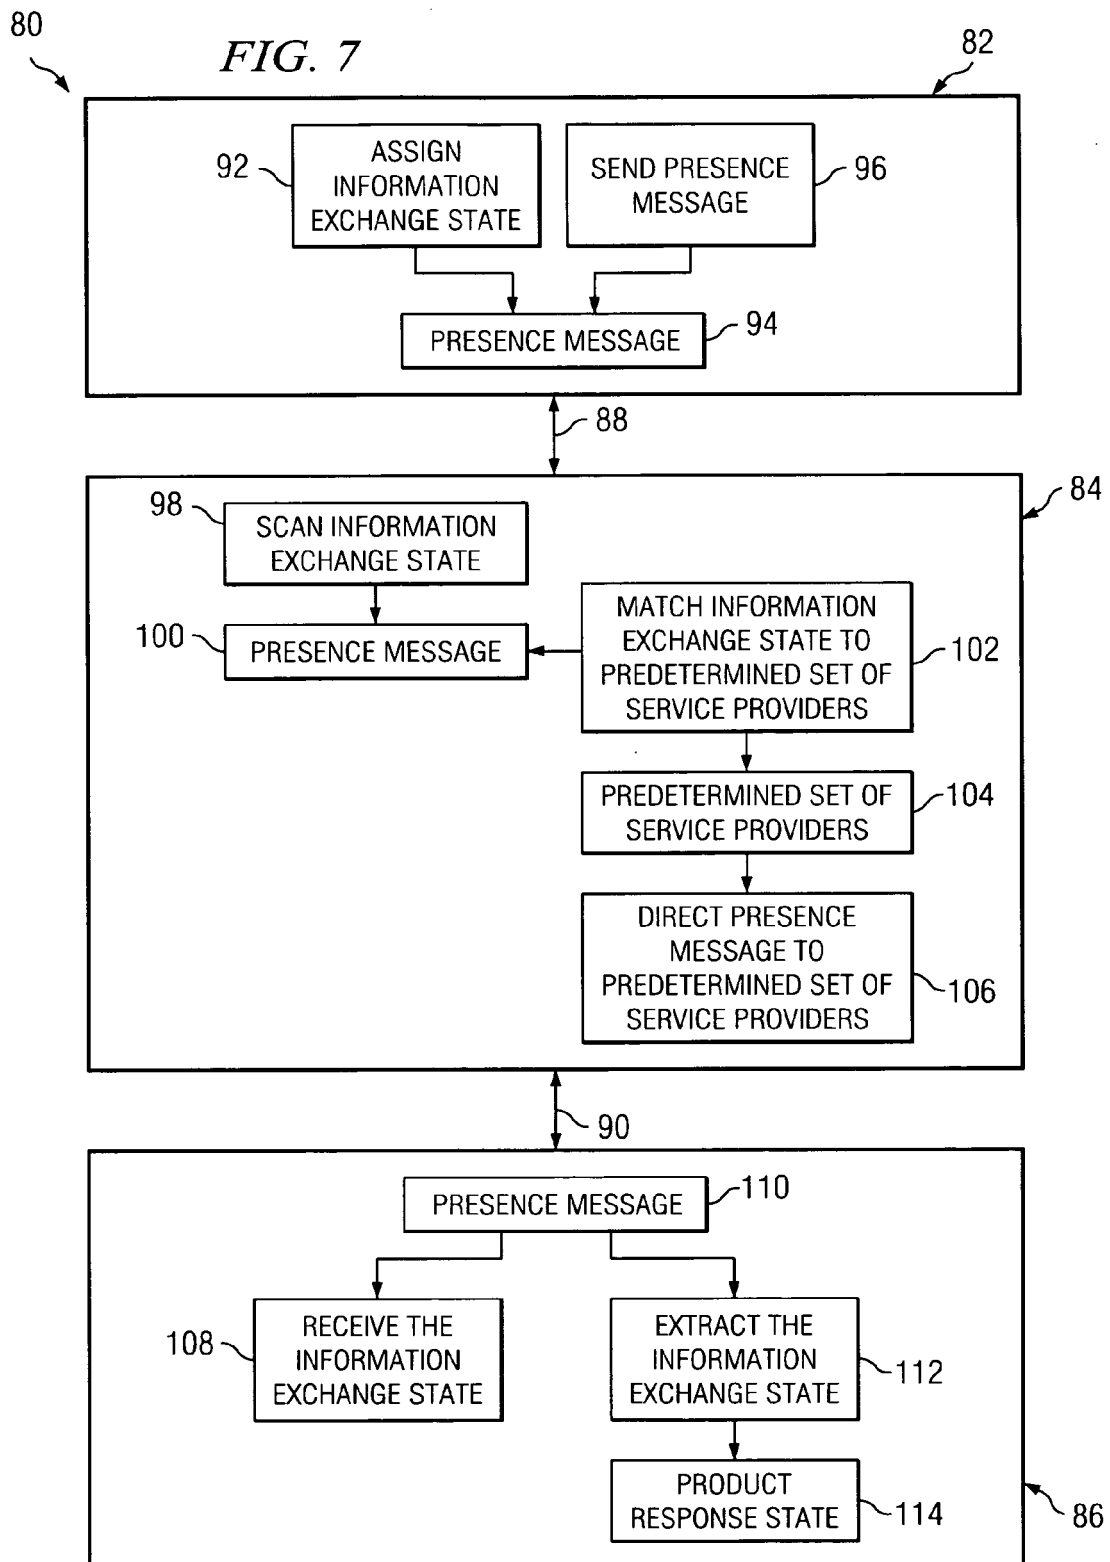 80
FIG. 7
82
92
ASSIGN
INFORMATION
EXCHANGE STATE
SEND PRESENCE
MESSAGE
96
PRESENCE MESSAGE
94
88
98
SCAN INFORMATION
EXCHANGE STATE
84
100
PRESENCE MESSAGE
MATCH INFORMATION
EXCHANGE STATE TO
PREDETERMINED SET OF
SERVICE PROVIDERS
102
PREDETERMINED SET OF
SERVICE PROVIDERS
104
DIRECT PRESENCE
MESSAGE TO
PREDETERMINED SET OF
SERVICE PROVIDERS
106
90
PRESENCE MESSAGE
110
108
RECEIVE THE
INFORMATION
EXCHANGE STATE
EXTRACT THE
INFORMATION
EXCHANGE STATE
112
PRODUCT
RESPONSE STATE
114
86